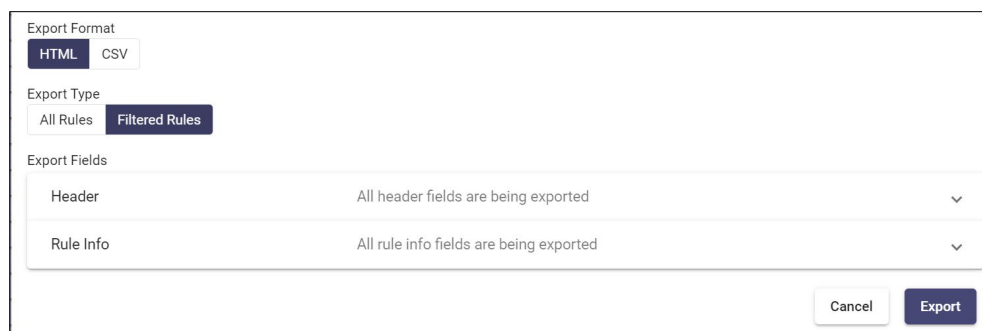 Export Format
HTML CSV
Export Type
All Rules Filtered Rules
Export Fields
Header All header fields are being exported
Rule Info All rule info fields are being exported
Cancel Export